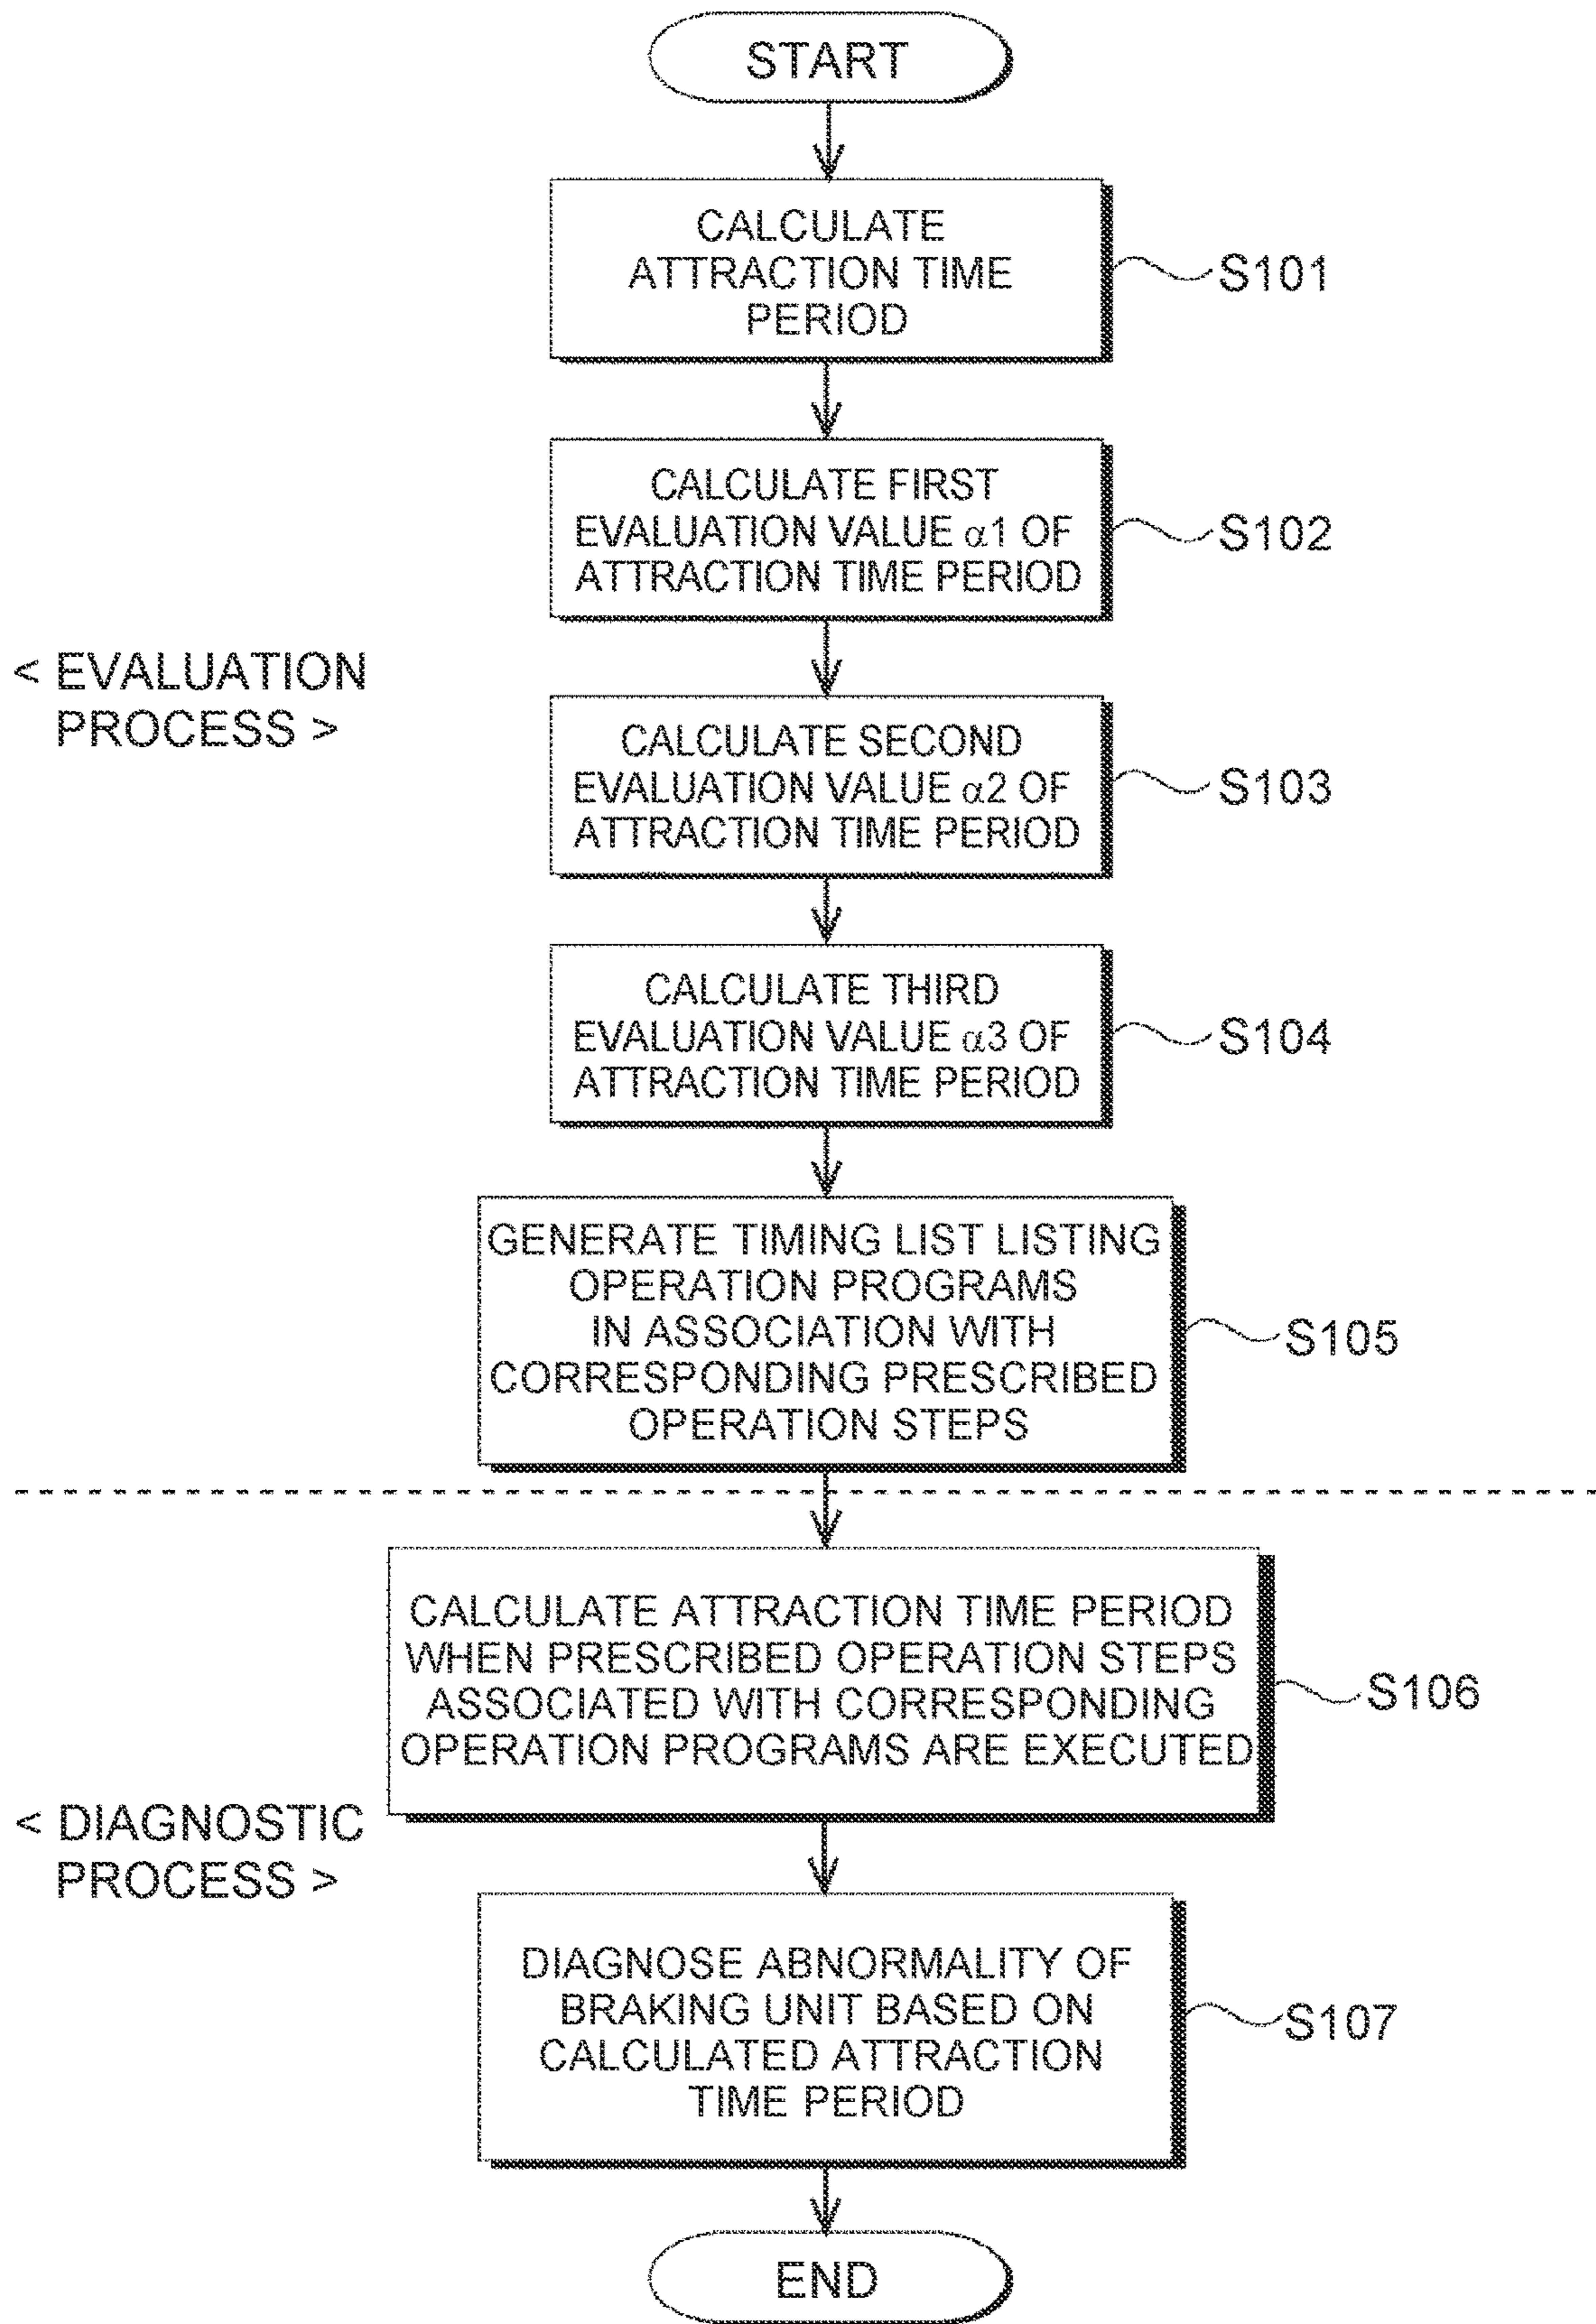 START
CALCULATE
ATTRACTION TIME
PERIOD
S101
CALCULATE FIRST
EVALUATION VALUE α1 OF
ATTRACTION TIME PERIOD
S102
< EVALUATION
PROCESS >
CALCULATE SECOND
EVALUATION VALUE α2 OF
ATTRACTION TIME PERIOD
S103
CALCULATE THIRD
EVALUATION VALUE α3 OF
ATTRACTION TIME PERIOD
S104
GENERATE TIMING LIST LISTING
OPERATION PROGRAMS
IN ASSOCIATION WITH
CORRESPONDING PRESCRIBED
OPERATION STEPS
S105
CALCULATE ATTRACTION TIME PERIOD
WHEN PRESCRIBED OPERATION STEPS
ASSOCIATED WITH CORRESPONDING
OPERATION PROGRAMS ARE EXECUTED
S106
< DIAGNOSTIC
PROCESS >
DIAGNOSE ABNORMALITY OF
BRAKING UNIT BASED ON
CALCULATED ATTRACTION
TIME PERIOD
S107
END